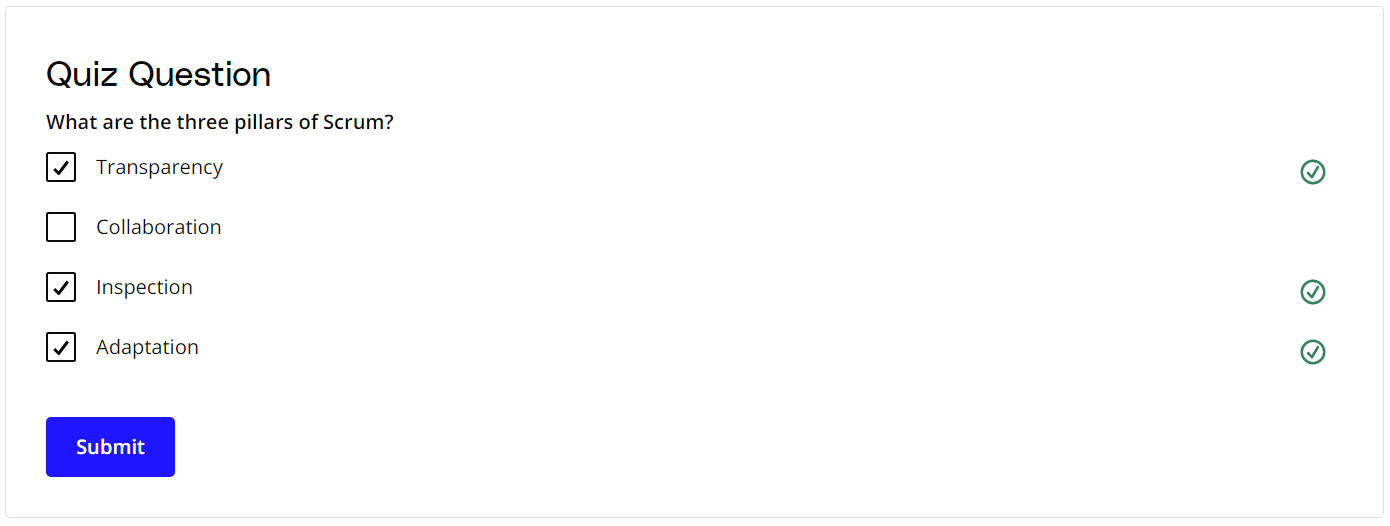 Quiz Question
What are the three pillars of Scrum?
Transparency
Collaboration
Inspection
Adaptation
Submit